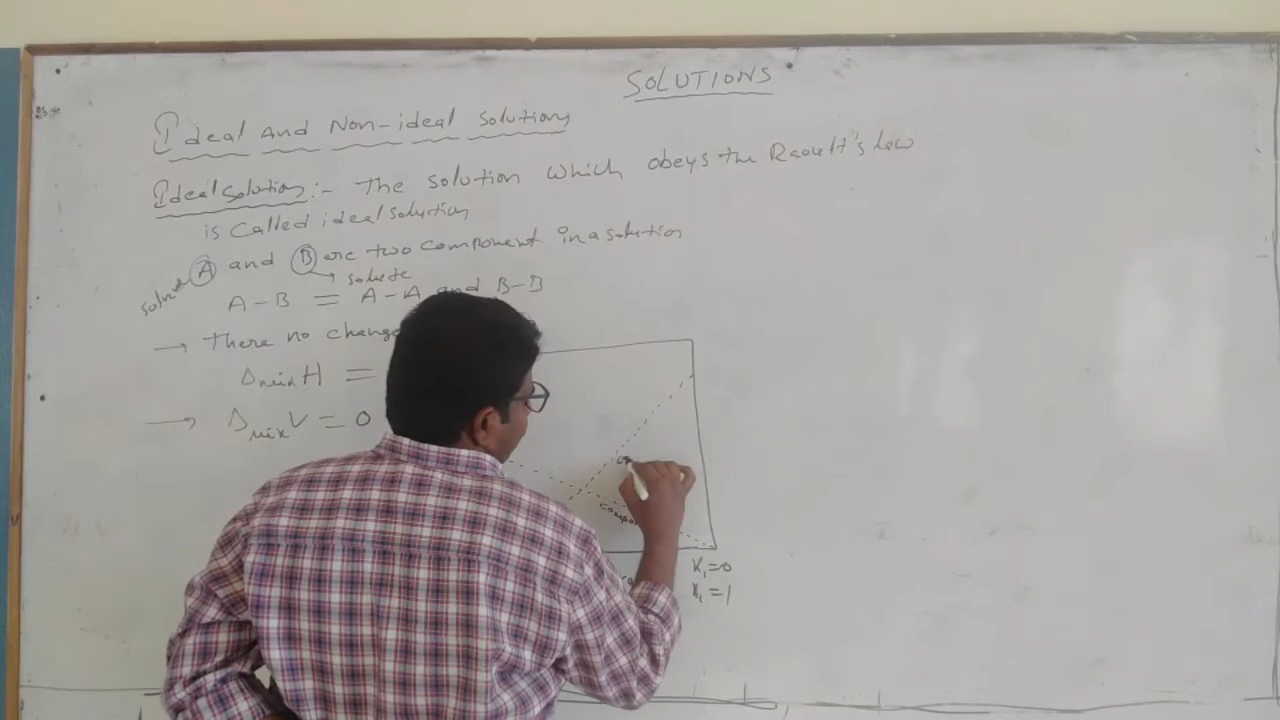 SOLUTIONS
Ideal And Non-ideal Solutions
Ideal solution :- The solution which obeys the Raoult's law
is called ideal solution
A and B are two component in a solution
solvent solute
A-B = A-A and B-B
→ There no change
ΔmixH =
→ ΔmixV = 0
compo
x₁=0
x₂=1